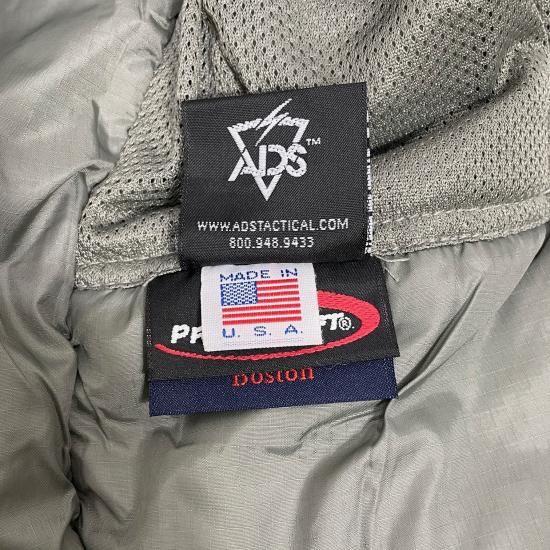 ADS™
WWW.ADSTACTICAL.COM
800.948.9433
MADE IN
U.S.A.
Boston